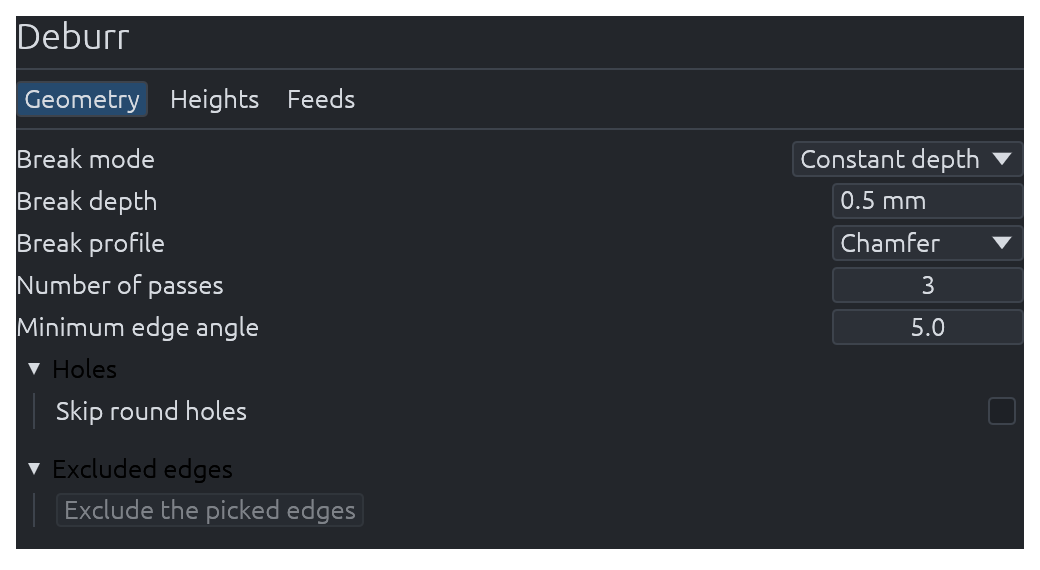 Deburr
Geometry Heights Feeds
Break mode Constant depth
Break depth 0.5 mm
Break profile Chamfer
Number of passes 3
Minimum edge angle 5.0
Holes
Skip round holes
Excluded edges
Exclude the picked edges